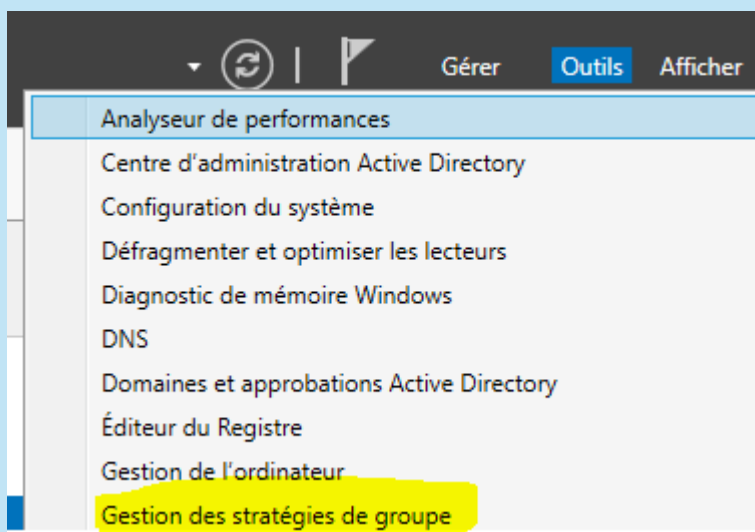 Gérer Outils Afficher
Analyseur de performances
Centre d'administration Active Directory
Configuration du système
Défragmenter et optimiser les lecteurs
Diagnostic de mémoire Windows
DNS
Domaines et approbations Active Directory
Éditeur du Registre
Gestion de l'ordinateur
Gestion des stratégies de groupe